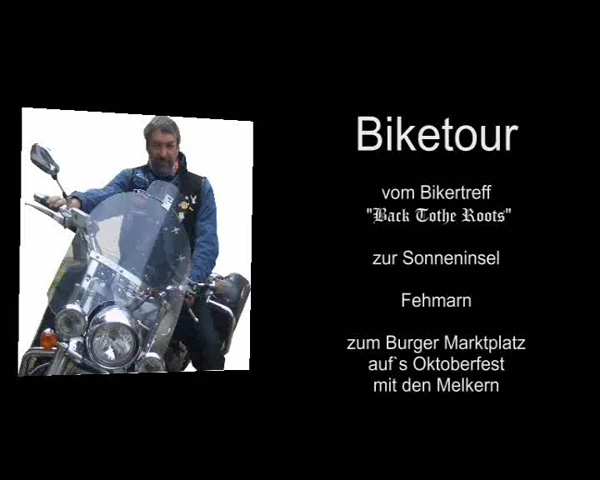 Biketour
vom Bikertreff
"Back Tothe Roots"
zur Sonneninsel
Fehmarn
zum Burger Marktplatz
auf`s Oktoberfest
mit den Melkern